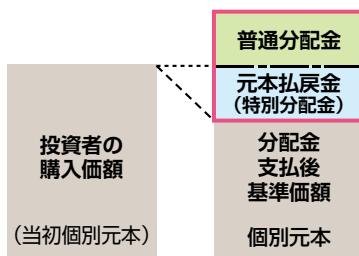 普通分配金
元本払戻金
（特別分配金）
投資者の
購入価額
（当初個別元本）
分配金
支払後
基準価額
個別元本